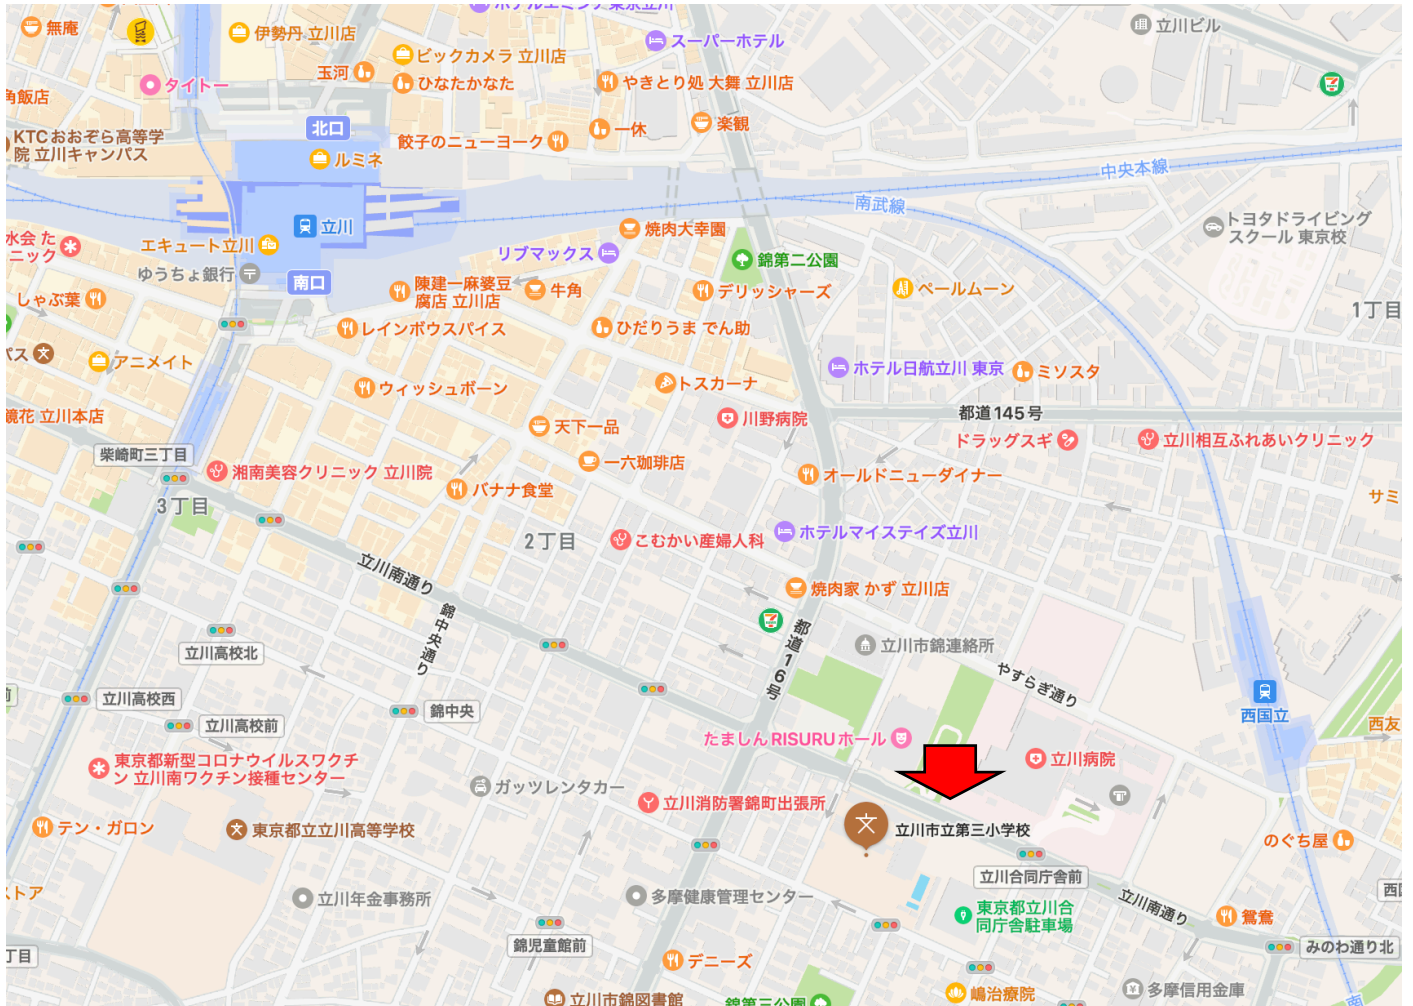 ホテルエミシア東京立川
無庵
伊勢丹 立川店
スーパーホテル
立川ビル
ビックカメラ 立川店
玉河
タイトー
ひなたかなた
やきとり処 大舞 立川店
角飯店
北口
一休
楽観
KTCおおぞら高等学
院 立川キャンパス
餃子のニューヨーク
ルミネ
中央本線
南武線
トヨタドライビング
スクール 東京校
立川
焼肉大幸園
水会 た
ニック
エキュート立川
リブマックス
錦第二公園
ゆうちょ銀行
南口
陳建一麻婆豆
腐店 立川店
牛角
デリッシャーズ
ペールムーン
しゃぶ葉
1丁目
レインボウスパイス
ひだりうま でん助
パス
アニメイト
ホテル日航立川 東京
ミソスタ
ウィッシュボーン
トスカーナ
鏡花 立川本店
川野病院
都道145号
天下一品
ドラッグスギ
立川相互ふれあいクリニック
柴崎町三丁目
湘南美容クリニック 立川院
一六珈琲店
オールドニューダイナー
バナナ食堂
サミ
3丁目
2丁目
こむかい産婦人科
ホテルマイステイズ立川
立川南通り
焼肉家 かず 立川店
錦中央通り
都道16号
立川高校北
立川市錦連絡所
やすらぎ通り
前
立川高校西
錦中央
西国立
立川高校前
西友
たましんRISURUホール
東京都新型コロナウイルスワクチ
ン 立川南ワクチン接種センター
立川病院
ガッツレンタカー
立川消防署錦町出張所
テン・ガロン
東京都立立川高等学校
立川市立第三小学校
のぐち屋
立川合同庁舎前
ストア
立川年金事務所
多摩健康管理センター
西国
立川南通り
東京都立川合
同庁舎駐車場
鴛鴦
錦児童館前
みのわ通り北
丁目
デニーズ
立川市錦図書館
錦第三公園
嶋治療院
多摩信用金庫
南